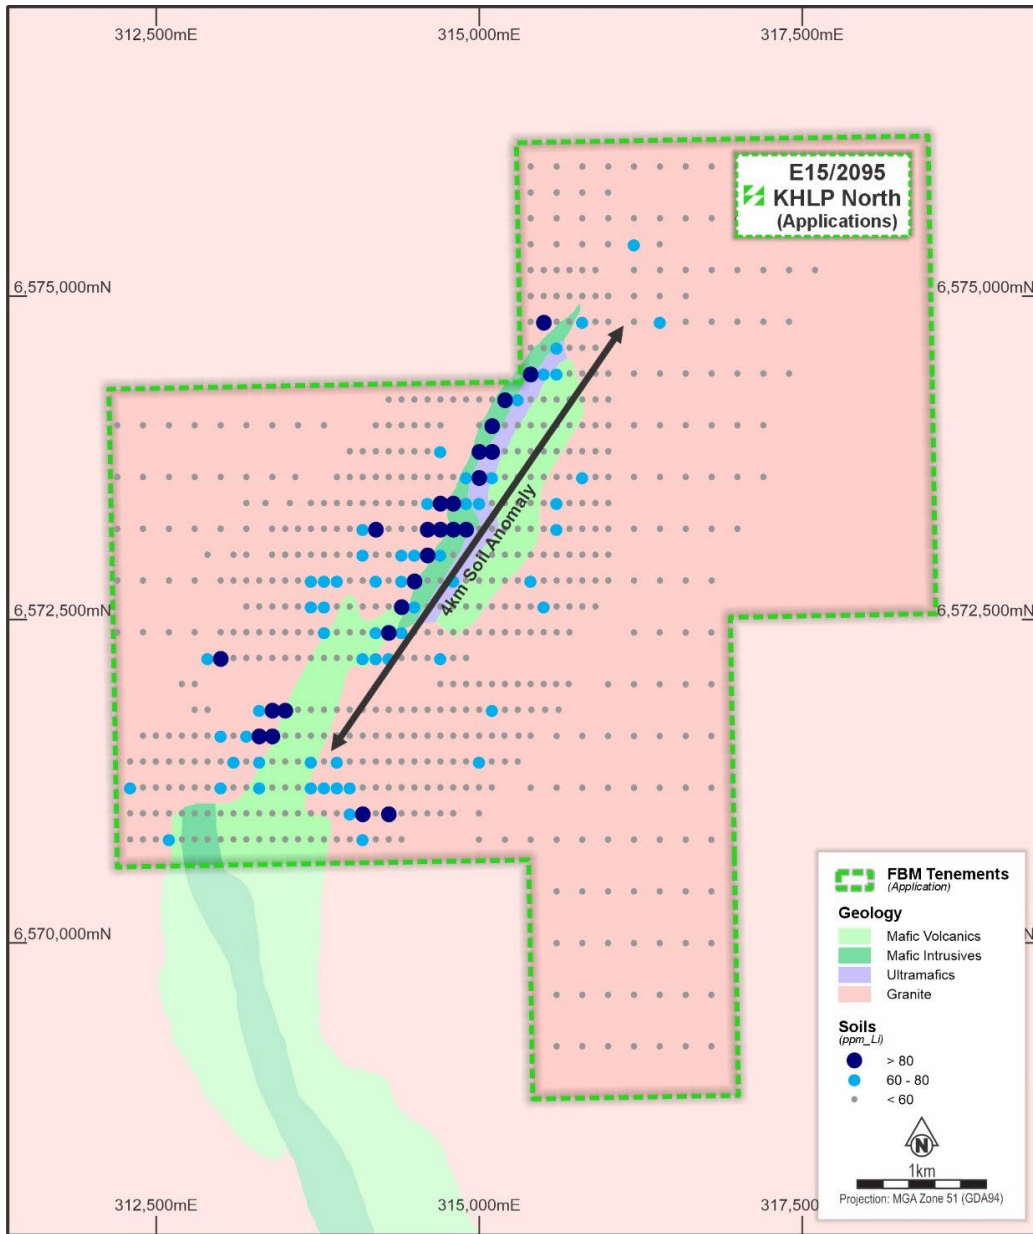 312,500mE 315,000mE 317,500mE
E15/2095
KHLP North
(Applications)
6,575,000mN 6,575,000mN
4km Soil Anomaly
6,572,500mN 6,572,500mN
6,570,000mN N
FBM Tenements
(Application)
Geology
Mafic Volcanics
Mafic Intrusives
Ultramafics
Granite
Soils
(ppm_Li)
> 80
60 - 80
< 60
N
1km
Projection: MGA Zone 51 (GDA94)
312,500mE 315,000mE 317,500mE